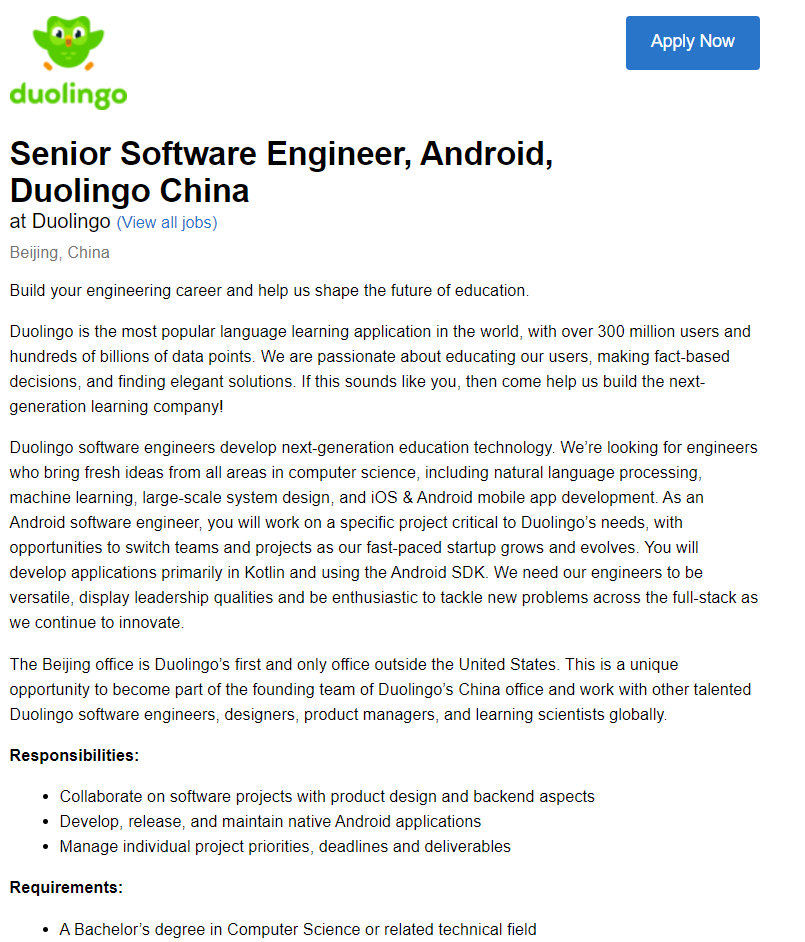 duolingo
Apply Now
Senior Software Engineer, Android,
Duolingo China
at Duolingo (View all jobs)
Beijing, China
Build your engineering career and help us shape the future of education.
Duolingo is the most popular language learning application in the world, with over 300 million users and
hundreds of billions of data points. We are passionate about educating our users, making fact-based
decisions, and finding elegant solutions. If this sounds like you, then come help us build the next-
generation learning company!
Duolingo software engineers develop next-generation education technology. We’re looking for engineers
who bring fresh ideas from all areas in computer science, including natural language processing,
machine learning, large-scale system design, and iOS & Android mobile app development. As an
Android software engineer, you will work on a specific project critical to Duolingo’s needs, with
opportunities to switch teams and projects as our fast-paced startup grows and evolves. You will
develop applications primarily in Kotlin and using the Android SDK. We need our engineers to be
versatile, display leadership qualities and be enthusiastic to tackle new problems across the full-stack as
we continue to innovate.
The Beijing office is Duolingo’s first and only office outside the United States. This is a unique
opportunity to become part of the founding team of Duolingo’s China office and work with other talented
Duolingo software engineers, designers, product managers, and learning scientists globally.
Responsibilities:
• Collaborate on software projects with product design and backend aspects
• Develop, release, and maintain native Android applications
• Manage individual project priorities, deadlines and deliverables
Requirements:
• A Bachelor’s degree in Computer Science or related technical field